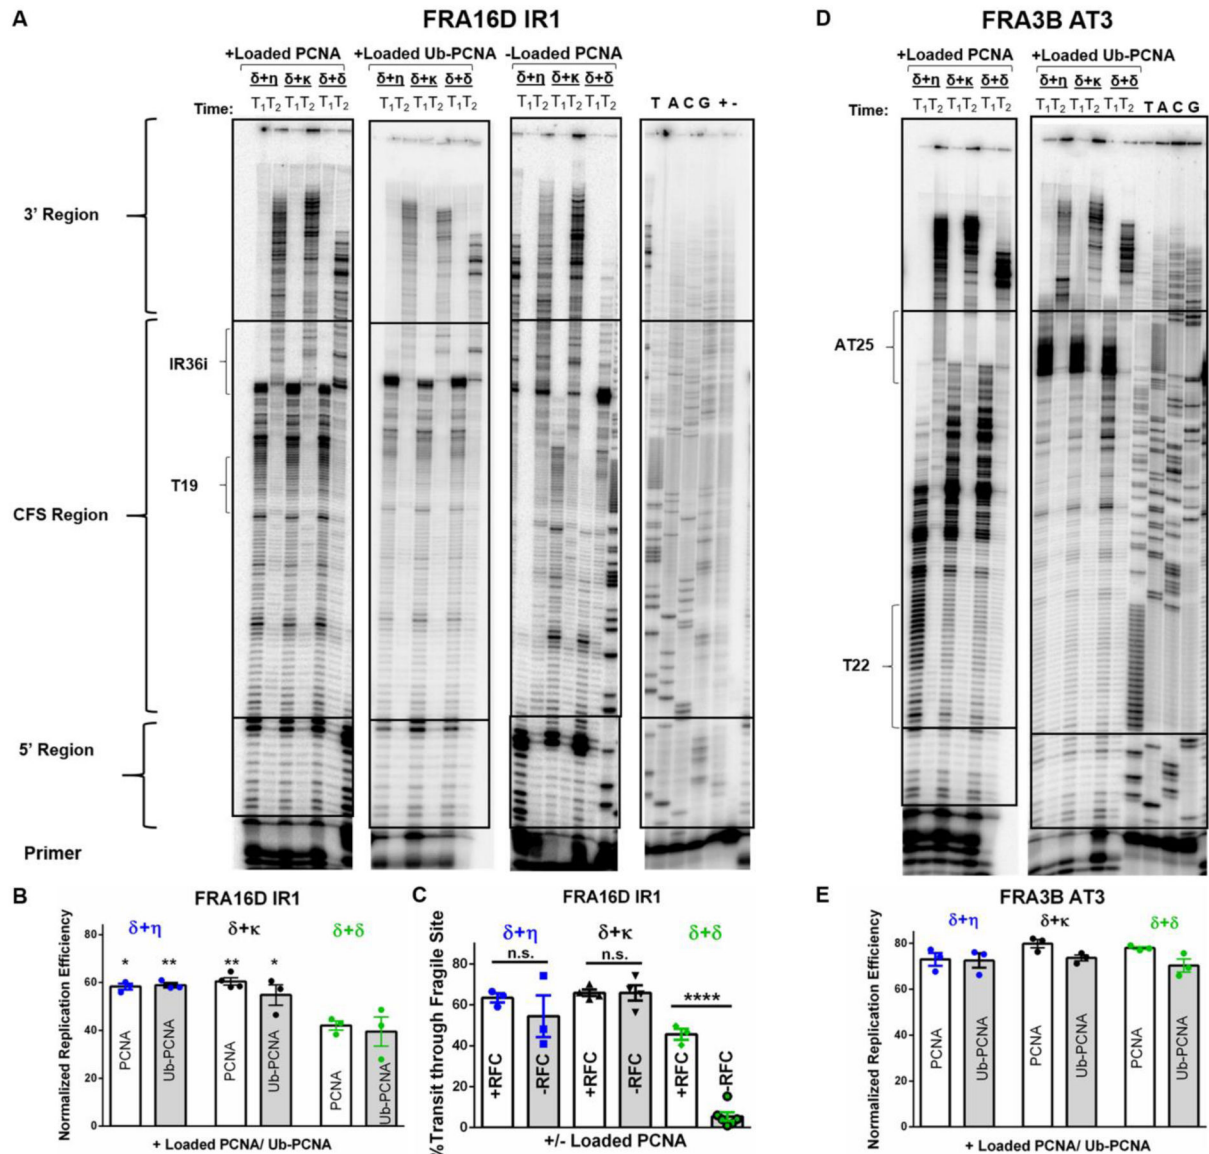 A
FRA16D IR1
+Loaded PCNA +Loaded Ub-PCNA -Loaded PCNA
δ+η δ+κ δ+δ δ+η δ+κ δ+δ δ+η δ+κ δ+δ
Time: T1T2 T1T2 T1T2 T1T2 T1T2 T1T2 T1T2 T1T2 T1T2 T A C G + -
3' Region
IR36i
T19
CFS Region
5' Region
Primer
D
FRA3B AT3
+Loaded PCNA +Loaded Ub-PCNA
δ+η δ+κ δ+δ δ+η δ+κ δ+δ
Time: T1T2 T1T2 T1T2 T1T2 T1T2 T1T2 T A C G
AT25
T22
B
FRA16D IR1
δ+η δ+κ δ+δ
Normalized Replication Efficiency
80
60
40
20
0
* ** ** *
PCNA Ub-PCNA PCNA Ub-PCNA PCNA Ub-PCNA
+ Loaded PCNA/ Ub-PCNA
C
FRA16D IR1
δ+η δ+κ δ+δ
n.s. n.s. ****
%Transit through Fragile Site
80
60
40
20
0
+RFC -RFC +RFC -RFC +RFC -RFC
+/- Loaded PCNA
E
FRA3B AT3
δ+η δ+κ δ+δ
Normalized Replication Efficiency
80
60
40
20
0
PCNA Ub-PCNA PCNA Ub-PCNA PCNA Ub-PCNA
+ Loaded PCNA/ Ub-PCNA